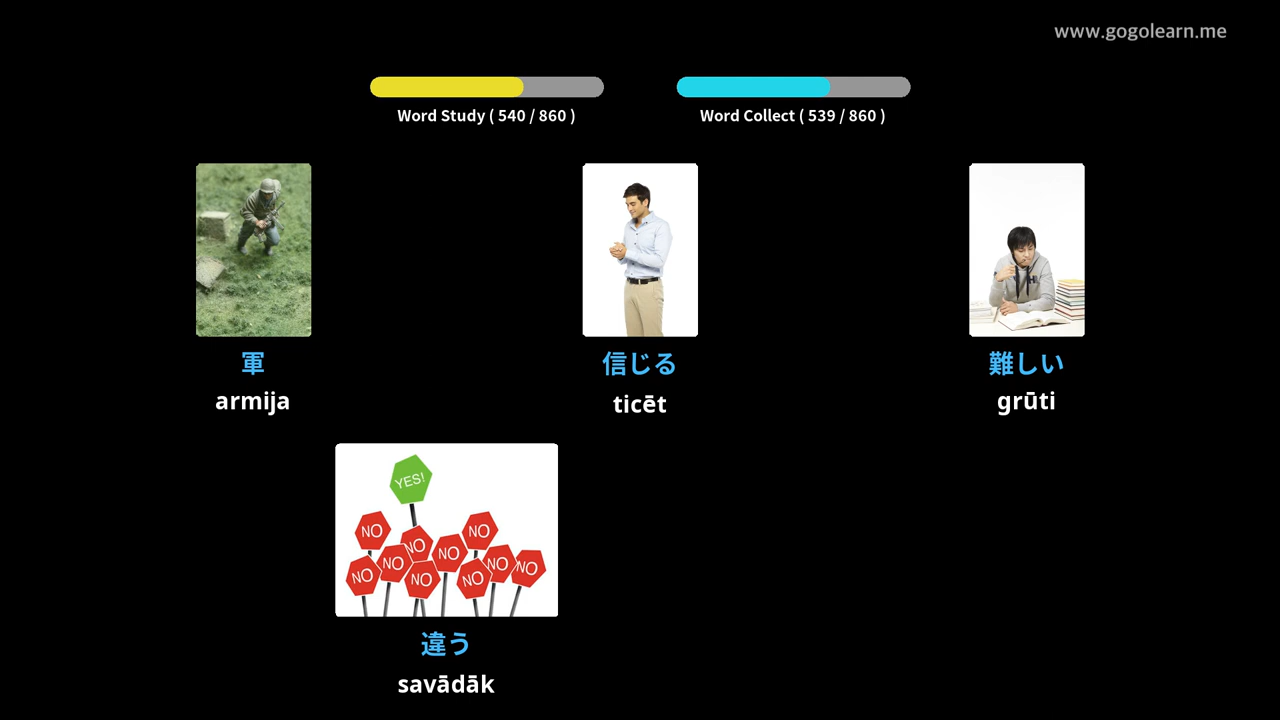 www.gogolearn.me
Word Study ( 540 / 860 )
Word Collect ( 539 / 860 )
軍
armija
信じる
ticēt
難しい
grūti
YES!
NO
NO
NO
NO
NO
NO
NO
NO
NO
NO
違う
savādāk